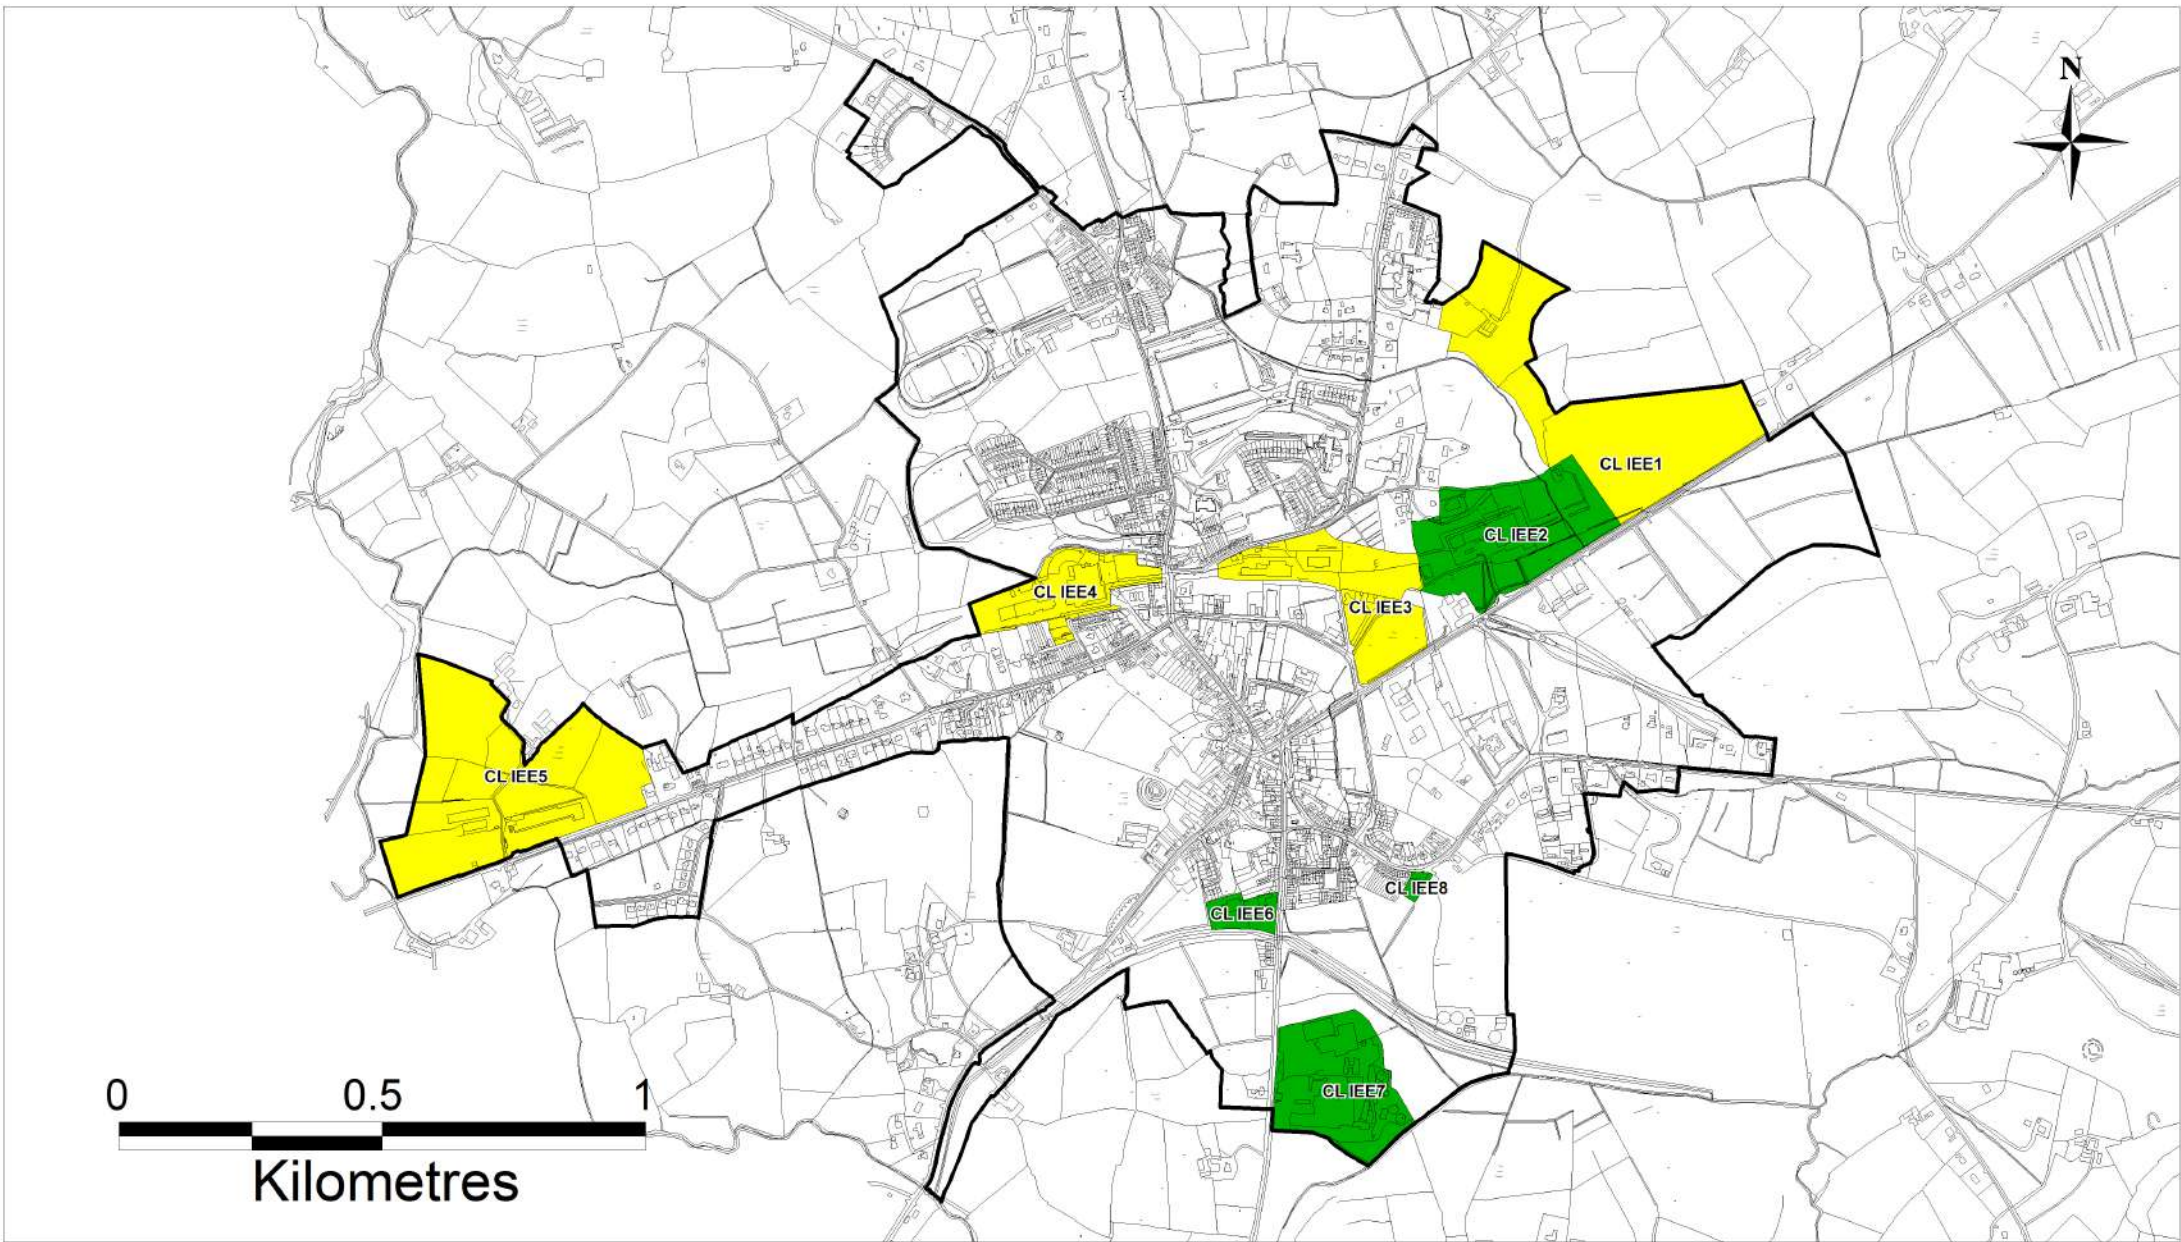 N
CL IEE1
CL IEE2
CL IEE4
CL IEE3
CL IEE5
CL IEE8
CL IEE6
CL IEE7
0 0.5 1
Kilometres